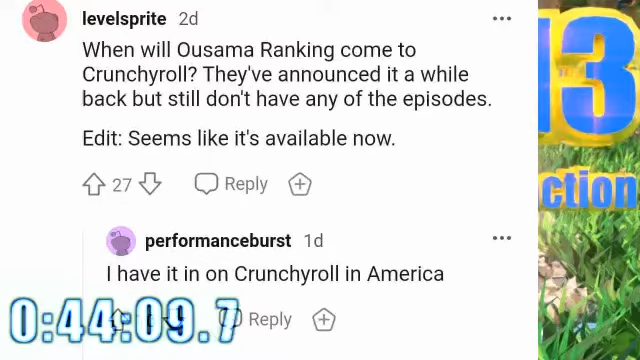 levelsprite 2d
When will Ousama Ranking come to
Crunchyroll? They've announced it a while
back but still don't have any of the episodes.
Edit: Seems like it's available now.
27 Reply
performanceburst 1d
I have it in on Crunchyroll in America
0:44:09.7
Reply
13
ction